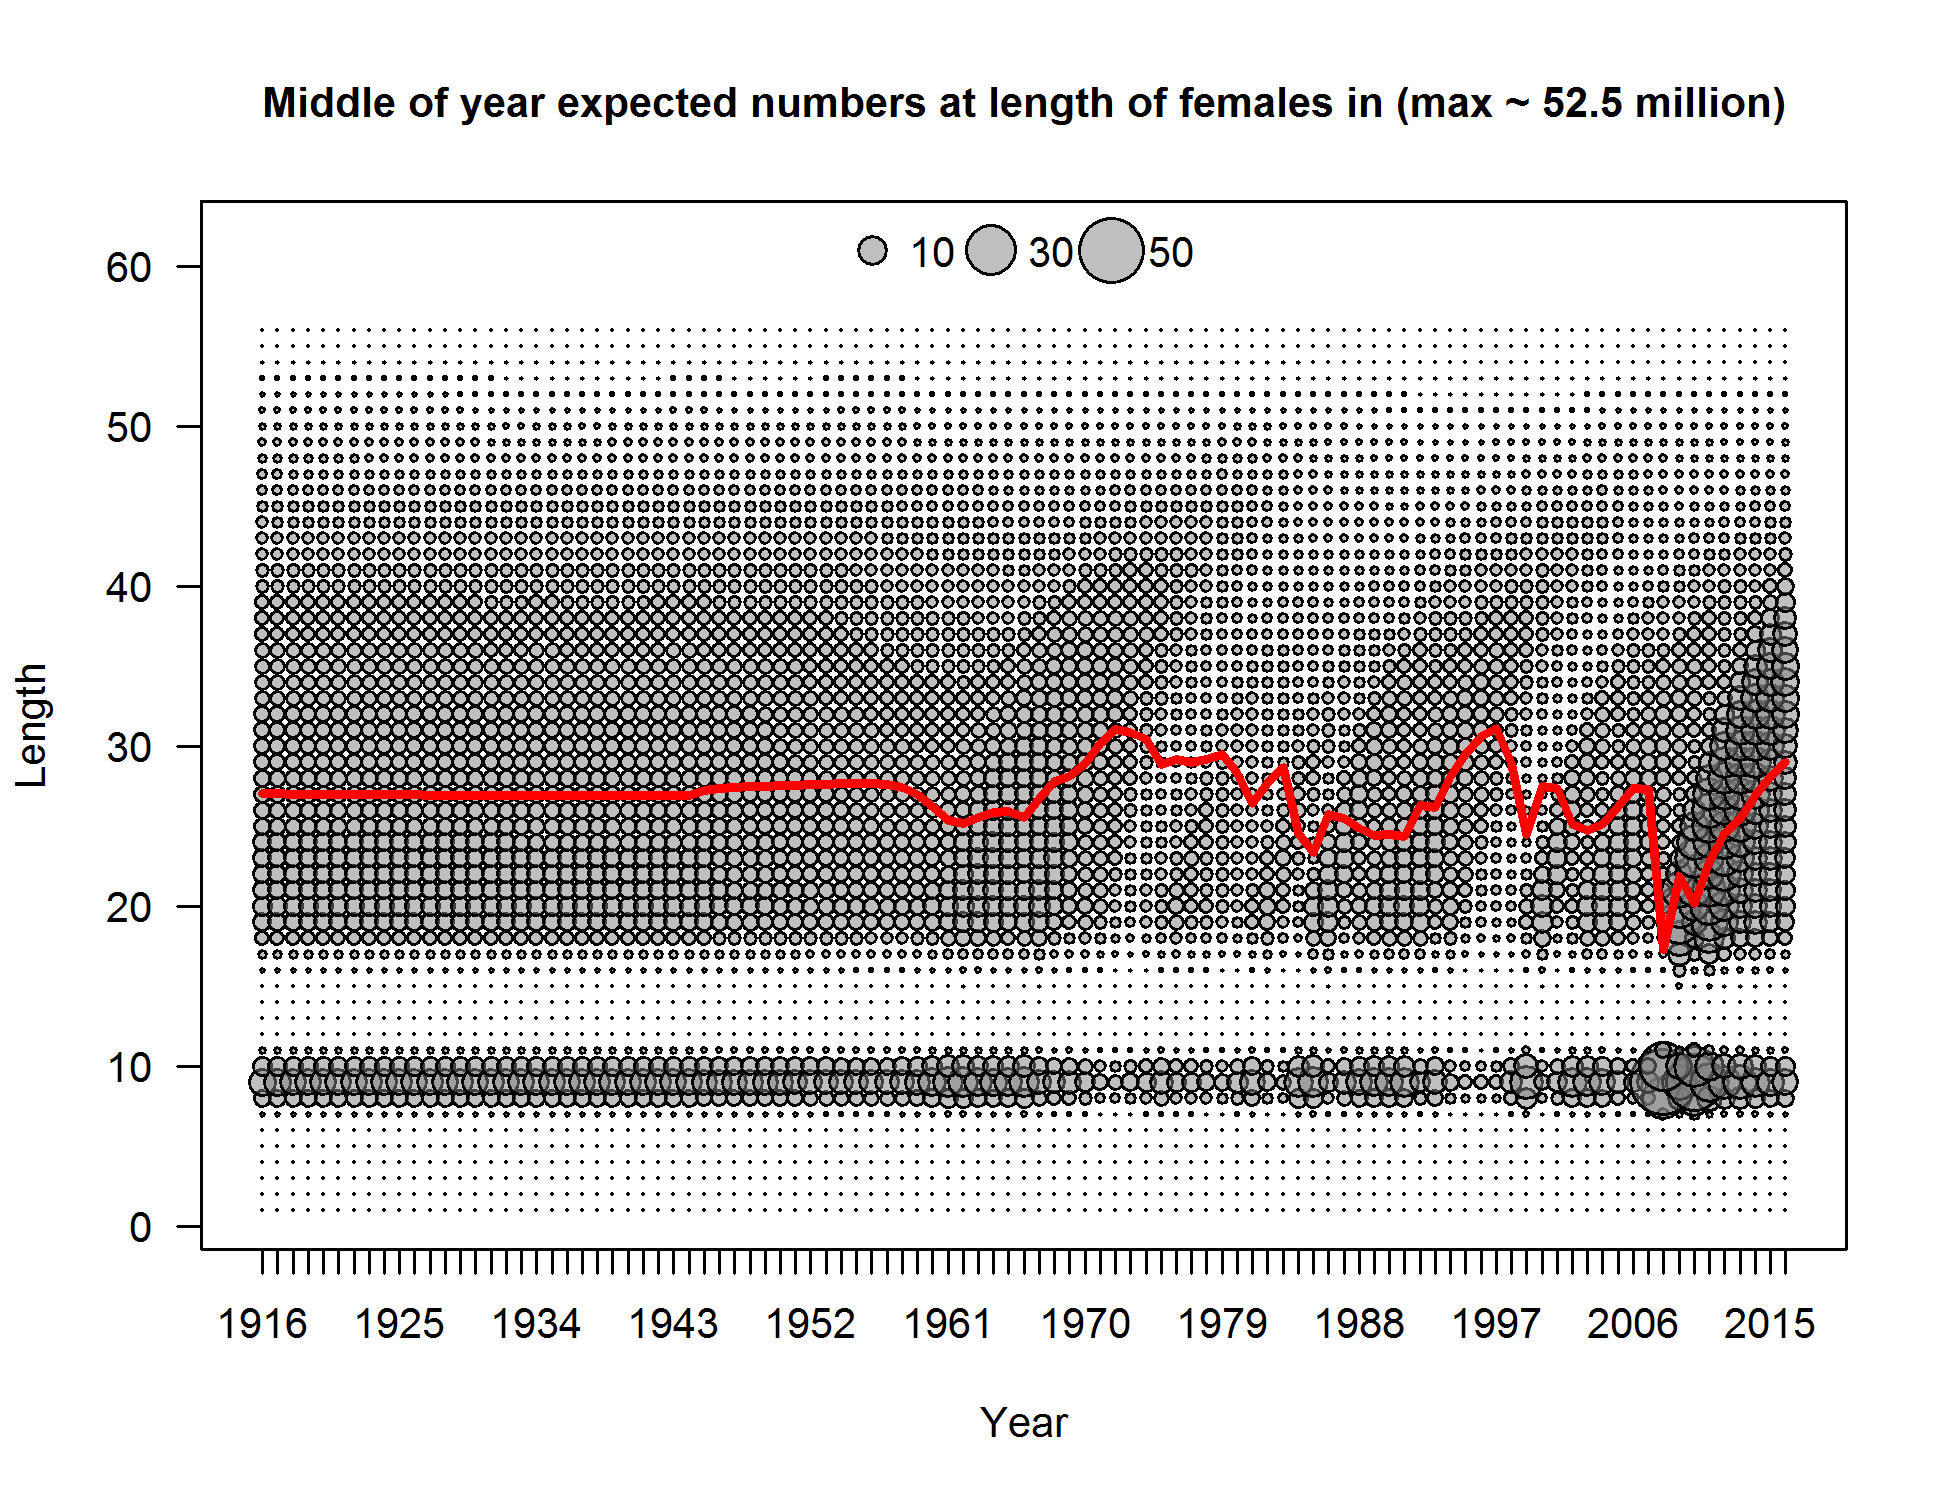 Middle of year expected numbers at length of females in (max ~ 52.5 million)
10 30 50
60
50
40
30
20
10
0
Length
1916 1925 1934 1943 1952 1961 1970 1979 1988 1997 2006 2015
Year